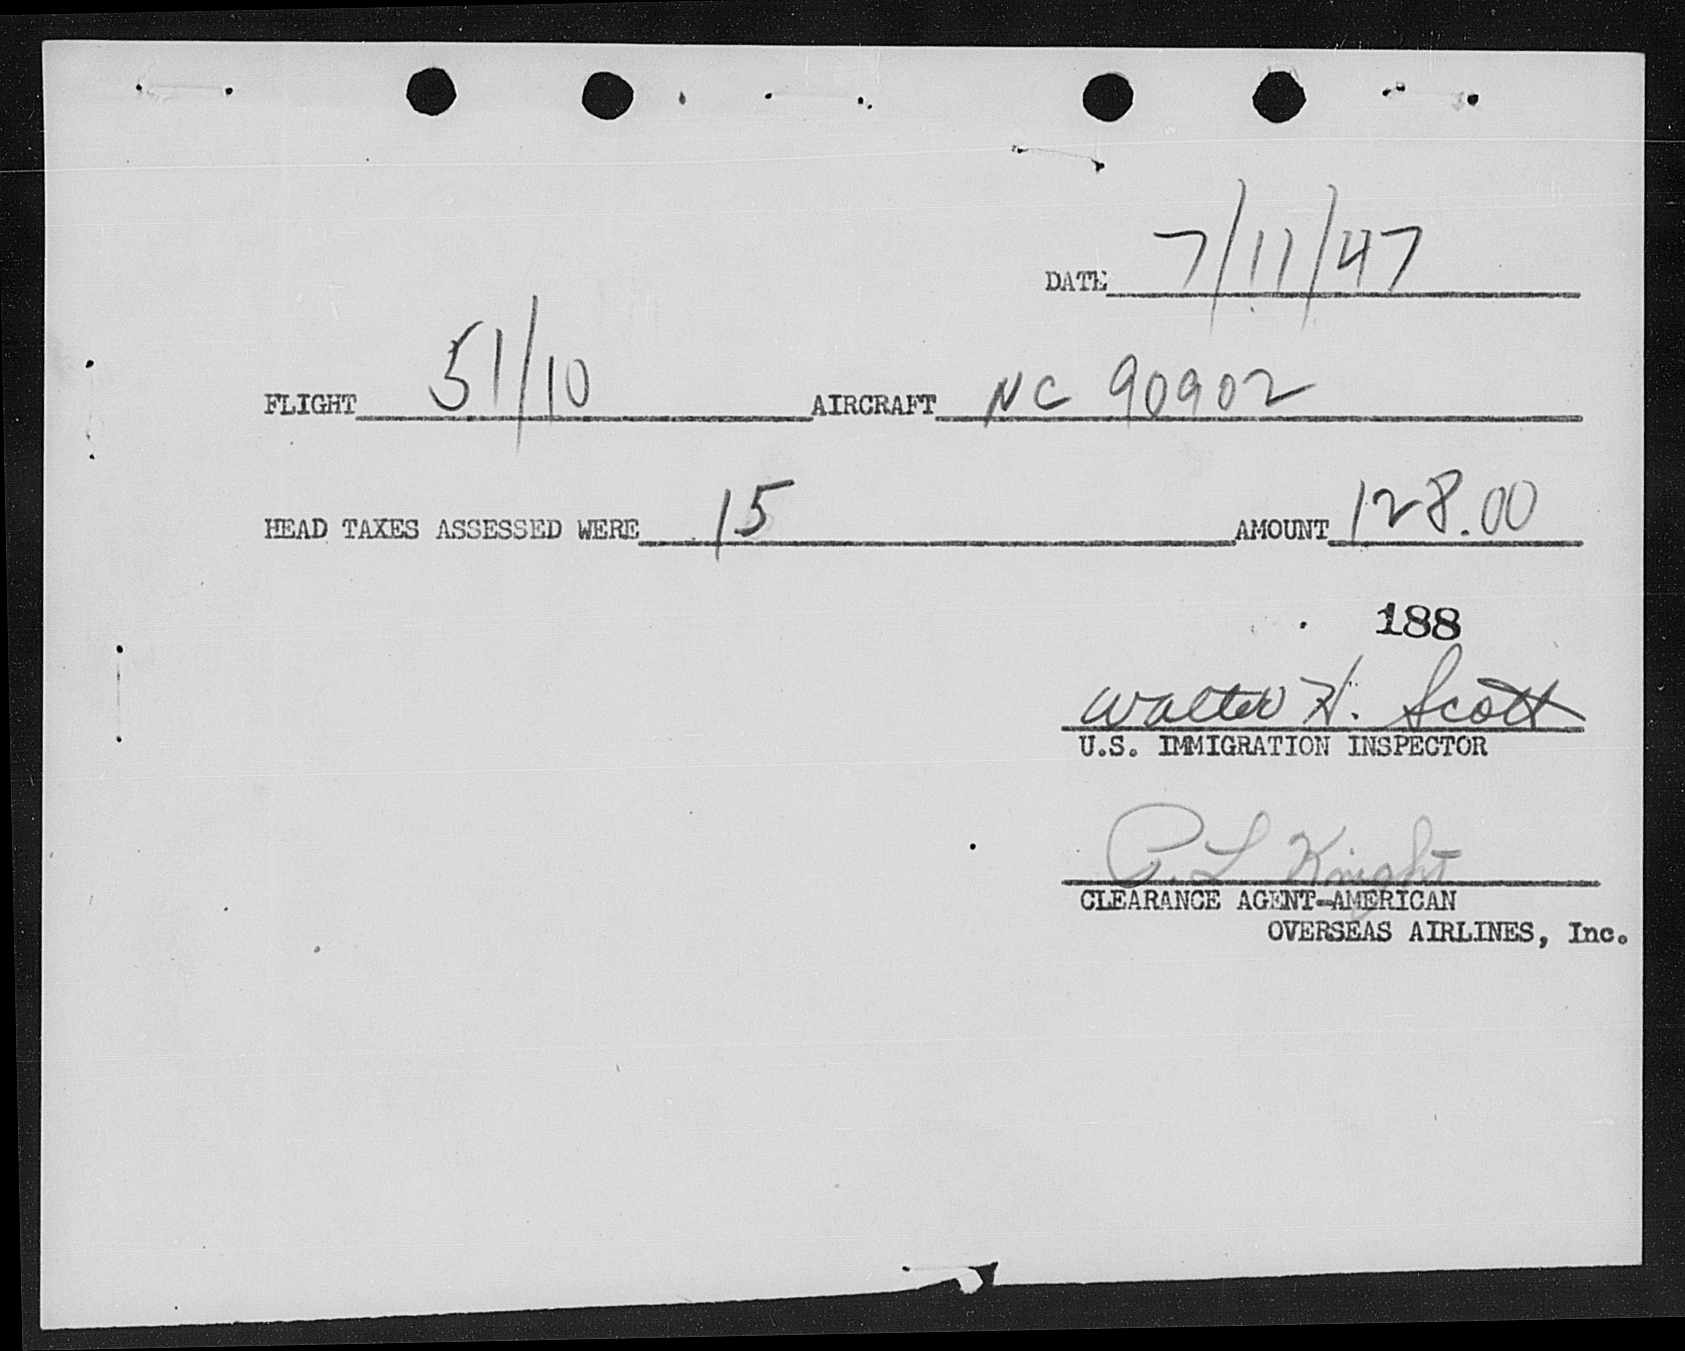 DATE 7/11/47
FLIGHT 51/10 AIRCRAFT NC 90902
HEAD TAXES ASSESSED WERE 15 AMOUNT 128.00
188
Walter H. Scott
U.S. IMMIGRATION INSPECTOR
C. L Knight
CLEARANCE AGENT-AMERICAN
OVERSEAS AIRLINES, Inc.